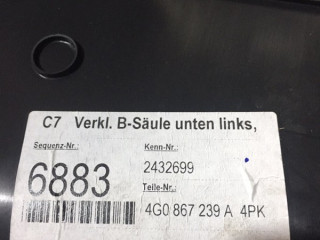 C7 Verkl. B-Säule unten links,
Sequenz-Nr.: Kenn-Nr.:
6883 2432699
Teile-Nr.:
4G0 867 239 A 4PK